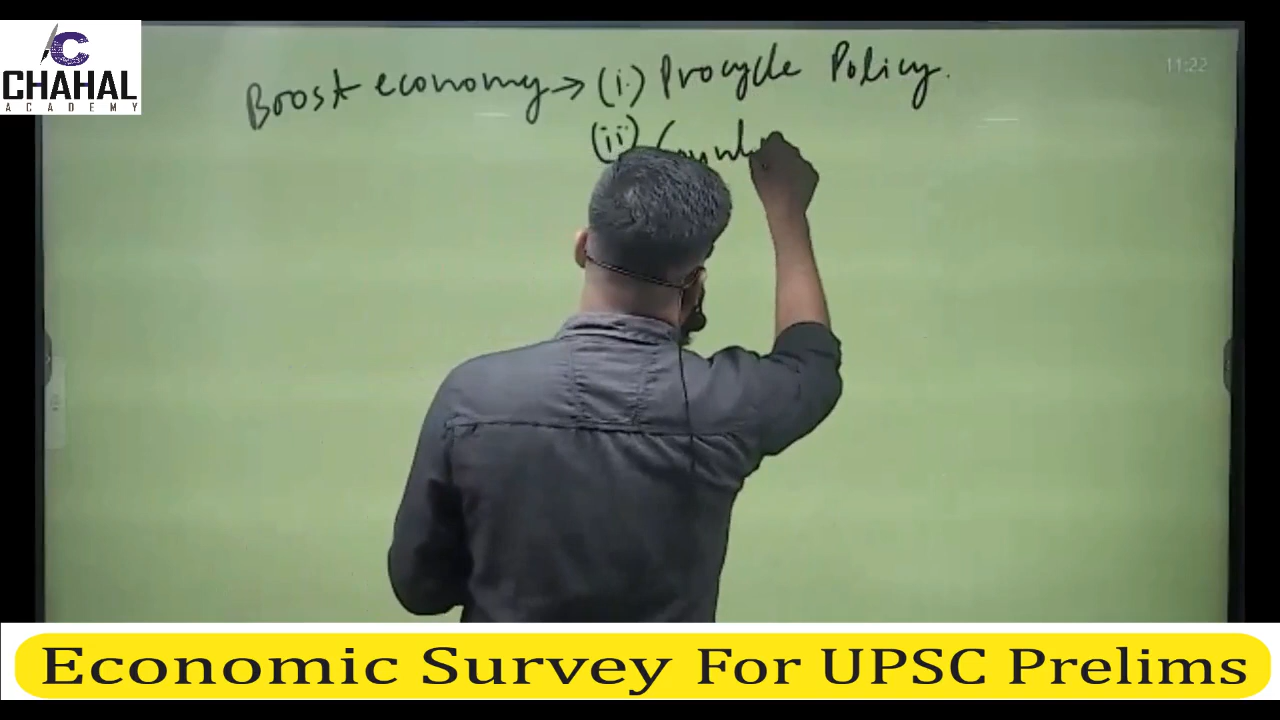 C
CHAHAL
ACADEMY
11:22
Boost economy → (i.) Procycle Policy.
(ii)
Economic Survey For UPSC Prelims